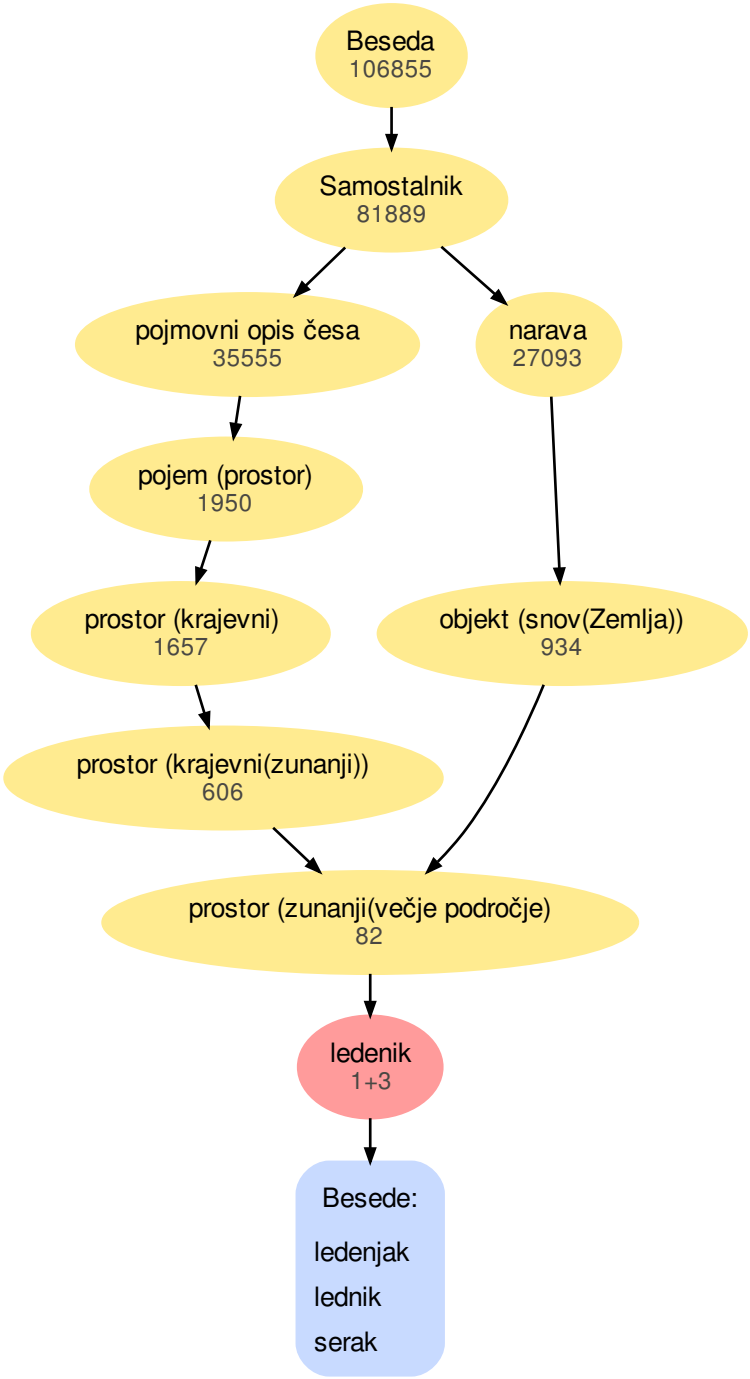 Beseda
106855
Samostalnik
81889
pojmovni opis česa
35555
narava
27093
pojem (prostor)
1950
prostor (krajevni)
1657
objekt (snov(Zemlja))
934
prostor (krajevni(zunanji))
606
prostor (zunanji(večje področje)
82
ledenik
1+3
Besede:
ledenjak
lednik
serak